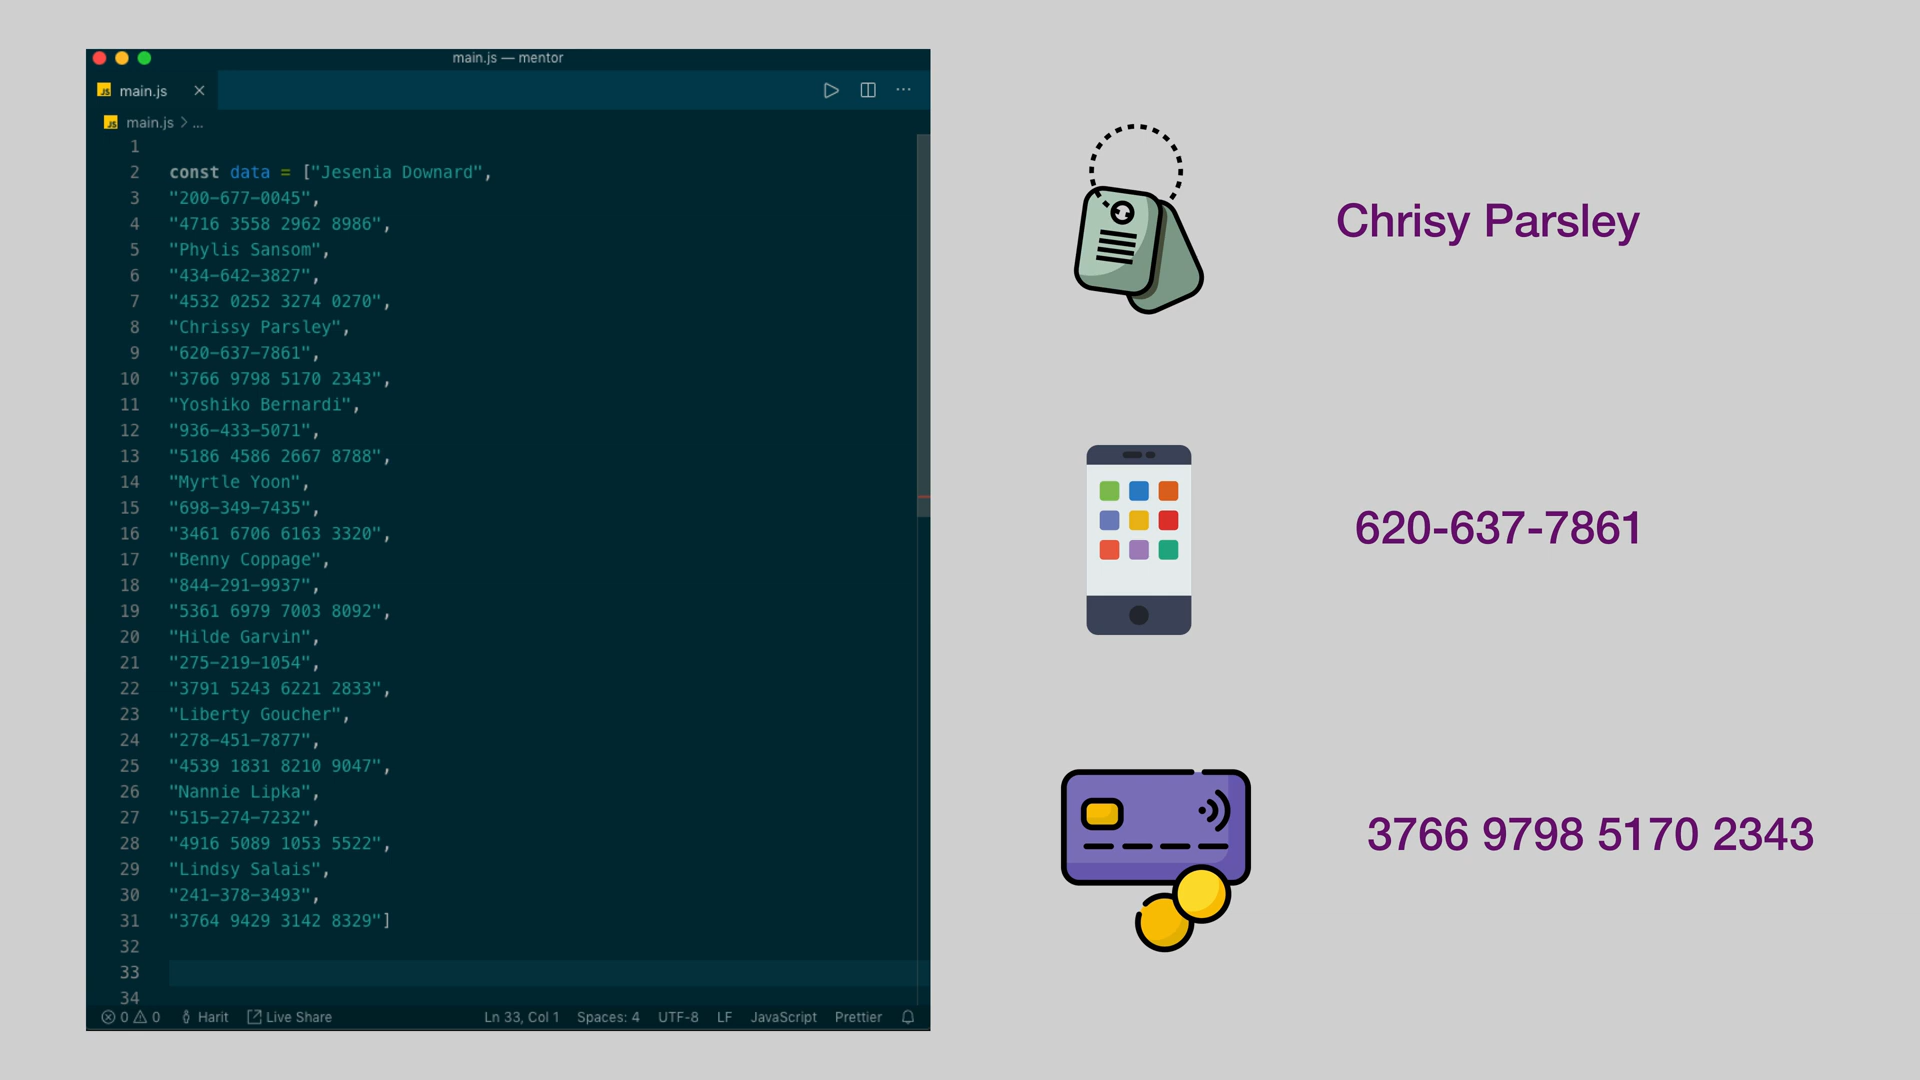 main.js — mentor
JS main.js
JS main.js > ...
1
2 const data = ["Jesenia Downard",
3 "200-677-0045",
4 "4716 3558 2962 8986",
5 "Phylis Sansom",
6 "434-642-3827",
7 "4532 0252 3274 0270",
8 "Chrissy Parsley",
9 "620-637-7861",
10 "3766 9798 5170 2343",
11 "Yoshiko Bernardi",
12 "936-433-5071",
13 "5186 4586 2667 8788",
14 "Myrtle Yoon",
15 "698-349-7435",
16 "3461 6706 6163 3320",
17 "Benny Coppage",
18 "844-291-9937",
19 "5361 6979 7003 8092",
20 "Hilde Garvin",
21 "275-219-1054",
22 "3791 5243 6221 2833",
23 "Liberty Goucher",
24 "278-451-7877",
25 "4539 1831 8210 9047",
26 "Nannie Lipka",
27 "515-274-7232",
28 "4916 5089 1053 5522",
29 "Lindsy Salais",
30 "241-378-3493",
31 "3764 9429 3142 8329"]
32
33
34
0 0 Harit Live Share Ln 33, Col 1 Spaces: 4 UTF-8 LF JavaScript Prettier
Chrisy Parsley
620-637-7861
3766 9798 5170 2343